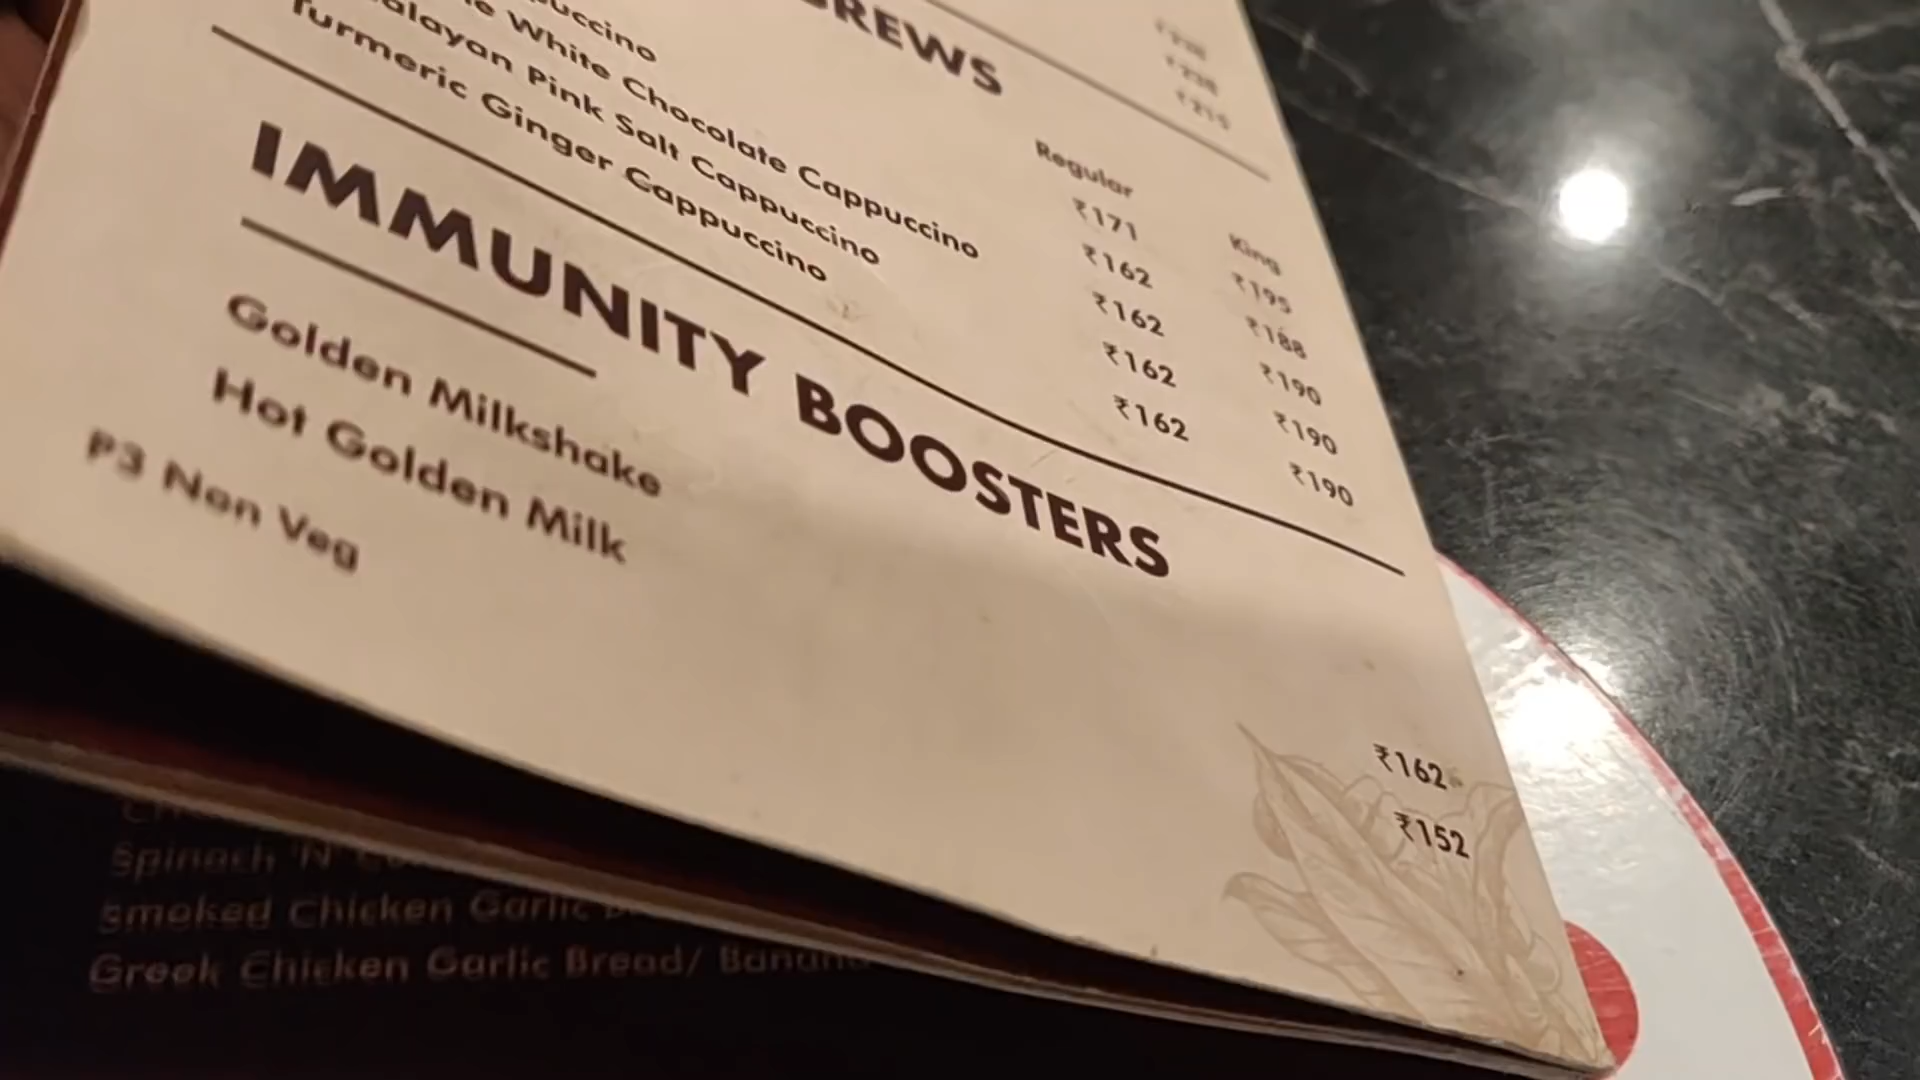 ₹215
BREWS
Regular King
₹171 ₹195
₹162 ₹188
White Chocolate Cappuccino ₹162 ₹190
Pink Salt Cappuccino ₹162 ₹190
Turmeric Ginger Cappuccino ₹162 ₹190
IMMUNITY BOOSTERS
Golden Milkshake ₹162
Hot Golden Milk ₹152
P3 Non Veg
Spinach 'N'
Smoked Chicken Garlic
Greek Chicken Garlic Bread/